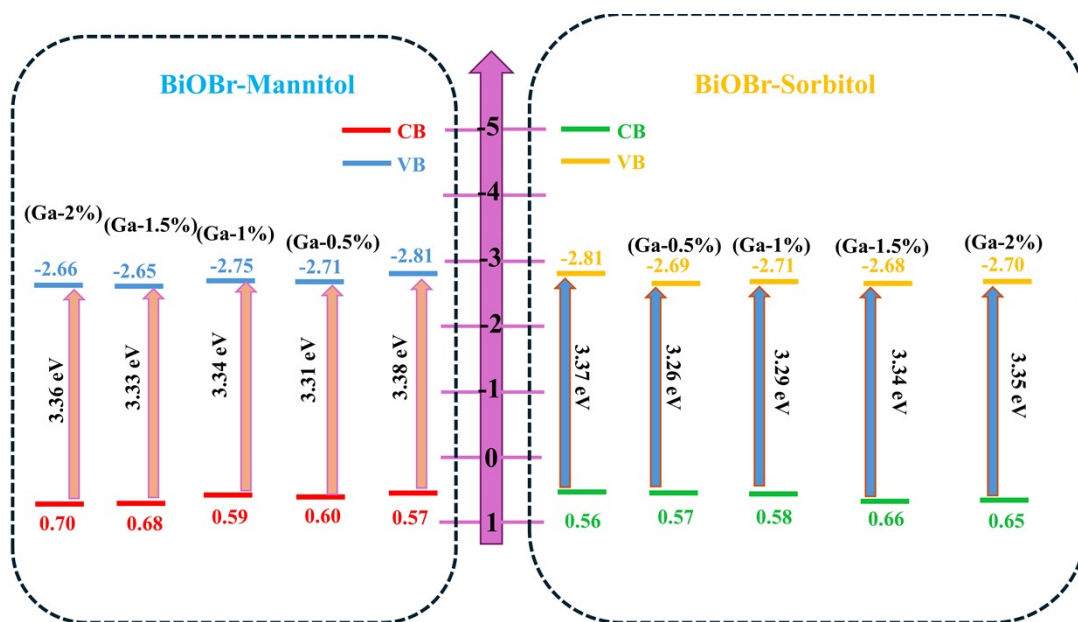 BiOBr-Mannitol
CB
VB
(Ga-2%)
(Ga-1.5%)
(Ga-1%)
(Ga-0.5%)
-2.66
-2.65
-2.75
-2.71
-2.81
3.36 eV
3.33 eV
3.34 eV
3.31 eV
3.38 eV
0.70
0.68
0.59
0.60
0.57
-5
-4
-3
-2
-1
0
1
BiOBr-Sorbitol
CB
VB
(Ga-0.5%)
(Ga-1%)
(Ga-1.5%)
(Ga-2%)
-2.81
-2.69
-2.71
-2.68
-2.70
3.37 eV
3.26 eV
3.29 eV
3.34 eV
3.35 eV
0.56
0.57
0.58
0.66
0.65